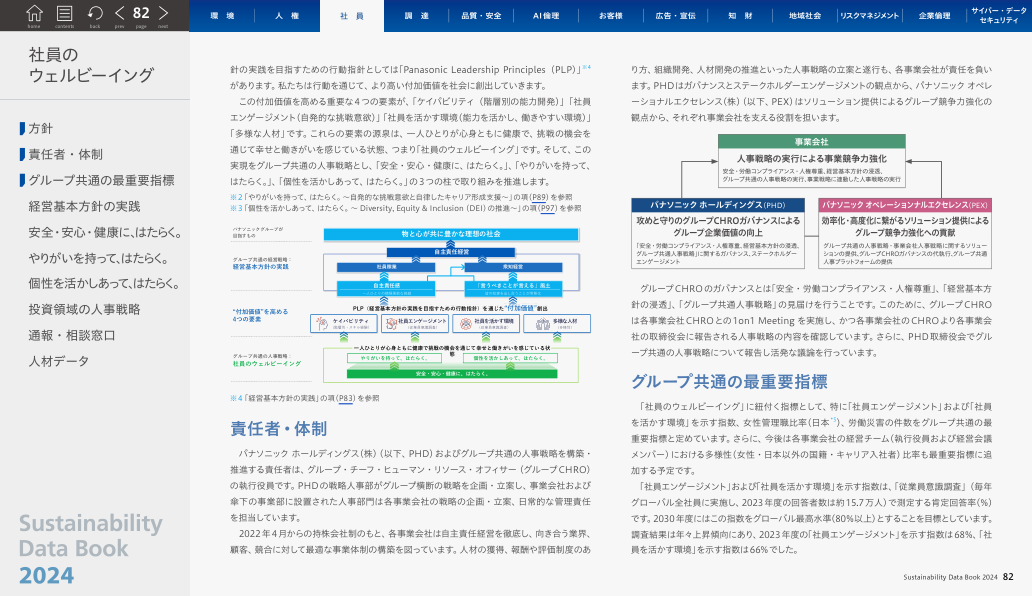 82
home contents back prev page next
環 境
人 権
社 員
調 達
品質・安全
AI倫理
お客様
広告・宣伝
知 財
地域社会
リスクマネジメント
企業倫理
サイバー・データ
セキュリティ
社員の
ウェルビーイング
方針
責任者・体制
グループ共通の最重要指標
経営基本方針の実践
安全・安心・健康に、はたらく。
やりがいを持って、はたらく。
個性を活かしあって、はたらく。
投資領域の人事戦略
通報・相談窓口
人材データ
Sustainability
Data Book
2024
針の実践を目指すための行動指針としては「Panasonic Leadership Principles（PLP）」※4
があります。私たちは行動を通じて、より高い付加価値を社会に創出していきます。
この付加価値を高める重要な4つの要素が、「ケイパビリティ（階層別の能力開発）」「社員
エンゲージメント(自発的な挑戦意欲)」「社員を活かす環境(能力を活かし、働きやすい環境)」
「多様な人材」です。これらの要素の源泉は、一人ひとりが心身ともに健康で、挑戦の機会を
通じて幸せと働きがいを感じている状態、つまり「社員のウェルビーイング」です。そして、この
実現をグループ共通の人事戦略とし、「安全・安心・健康に、はたらく。」、「やりがいを持って、
はたらく。」、「個性を活かしあって、はたらく。」の3つの柱で取り組みを推進します。
※2「やりがいを持って、はたらく。～自発的な挑戦意欲と自律したキャリア形成支援～」の項(P89)を参照
※3「個性を活かしあって、はたらく。～ Diversity, Equity & Inclusion (DEI) の推進～」の項(P97)を参照
パナソニックグループが
目指すもの
物と心が共に豊かな理想の社会
自主責任経営
グループ共通の経営戦略：
経営基本方針の実践
社員稼業
衆知経営
自主責任感
「言うべきことが言える」風土
PLP（経営基本方針の実践を目指すための行動指針）を通じた“付加価値”創出
“付加価値”を高める
4つの要素
ケイパビリティ
社員エンゲージメント
社員を活かす環境
多様な人材
一人ひとりが心身ともに健康で挑戦の機会を通じて幸せと働きがいを感じている状
態
グループ共通の人事戦略：
社員のウェルビーイング
やりがいを持って、はたらく。
個性を活かしあって、はたらく。
安全・安心・健康に、はたらく。
※4「経営基本方針の実践」の項(P83)を参照
責任者・体制
パナソニック ホールディングス(株) (以下、PHD) およびグループ共通の人事戦略を構築・
推進する責任者は、グループ・チーフ・ヒューマン・リソース・オフィサー (グループCHRO)
の執行役員です。PHDの戦略人事部がグループ横断の戦略を企画・立案し、事業会社および
傘下の事業部に設置された人事部門は各事業会社の戦略の企画・立案、日常的な管理責任
を担当しています。
2022年4月からの持株会社制のもと、各事業会社は自主責任経営を徹底し、向き合う業界、
顧客、競合に対して最適な事業体制の構築を図っています。人材の獲得、報酬や評価制度のあ
り方、組織開発、人材開発の推進といった人事戦略の立案と遂行も、各事業会社が責任を負い
ます。PHDはガバナンスとステークホルダーエンゲージメントの観点から、パナソニック オペレ
ーショナルエクセレンス(株) (以下、PEX) はソリューション提供によるグループ競争力強化の
観点から、それぞれ事業会社を支える役割を担います。
事業会社
人事戦略の実行による事業競争力強化
安全・労働コンプライアンス・人権尊重、経営基本方針の浸透、
グループ共通の人事戦略の実行、事業戦略に連動した人事戦略の実行
パナソニック ホールディングス(PHD)
攻めと守りのグループCHROガバナンスによる
グループ企業価値の向上
「安全・労働コンプライアンス・人権尊重、経営基本方針の浸透、
グループ共通人事戦略」に関するガバナンス、ステークホルダー
エンゲージメント
パナソニック オペレーショナルエクセレンス(PEX)
効率化・高度化に繋がるソリューション提供による
グループ競争力強化への貢献
グループ共通の人事戦略・事業会社人事戦略に関するソリュー
ションの提供、グループCHROガバナンスの代執行、グループ共通
人事プラットフォームの提供
グループCHROのガバナンスとは「安全・労働コンプライアンス・人権尊重」、「経営基本方
針の浸透」、「グループ共通人事戦略」の見届けを行うことです。このために、グループCHRO
は各事業会社CHROとの1on1 Meeting を実施し、かつ各事業会社のCHROより各事業会
社の取締役会に報告される人事戦略の内容を確認しています。さらに、PHD取締役会でグル
ープ共通の人事戦略について報告し活発な議論を行っています。
グループ共通の最重要指標
「社員のウェルビーイング」に紐付く指標として、特に「社員エンゲージメント」および「社員
を活かす環境」を示す指数、女性管理職比率(日本)、労働災害の件数をグループ共通の最
重要指標と定めています。さらに、今後は各事業会社の経営チーム(執行役員および経営会議
メンバー) における多様性(女性・日本以外の国籍・キャリア入社者) 比率も最重要指標に追
加する予定です。
「社員エンゲージメント」および「社員を活かす環境」を示す指数は、「従業員意識調査」(毎年
グローバル全社員に実施し、2023年度の回答者数は約15.7万人) で測定する肯定回答率(%)
です。2030年度にはこの指数をグローバル最高水準(80%以上) とすることを目標としています。
調査結果は年々上昇傾向にあり、2023年度の「社員エンゲージメント」を示す指数は68%、「社
員を活かす環境」を示す指数は66%でした。
Sustainability Data Book 2024 82